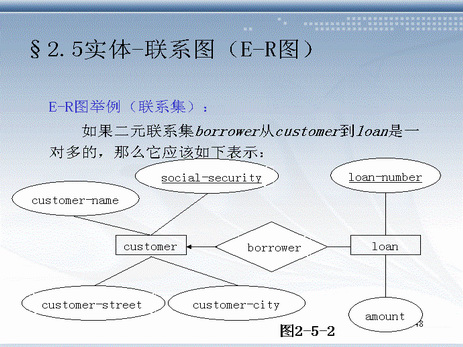 §2.5实体-联系图（E-R图）
E-R图举例（联系集）：
如果二元联系集borrower从customer到loan是一
对多的，那么它应该如下表示：
social-security
loan-number
customer-name
customer
borrower
loan
customer-street
customer-city
amount
图2-5-2
48